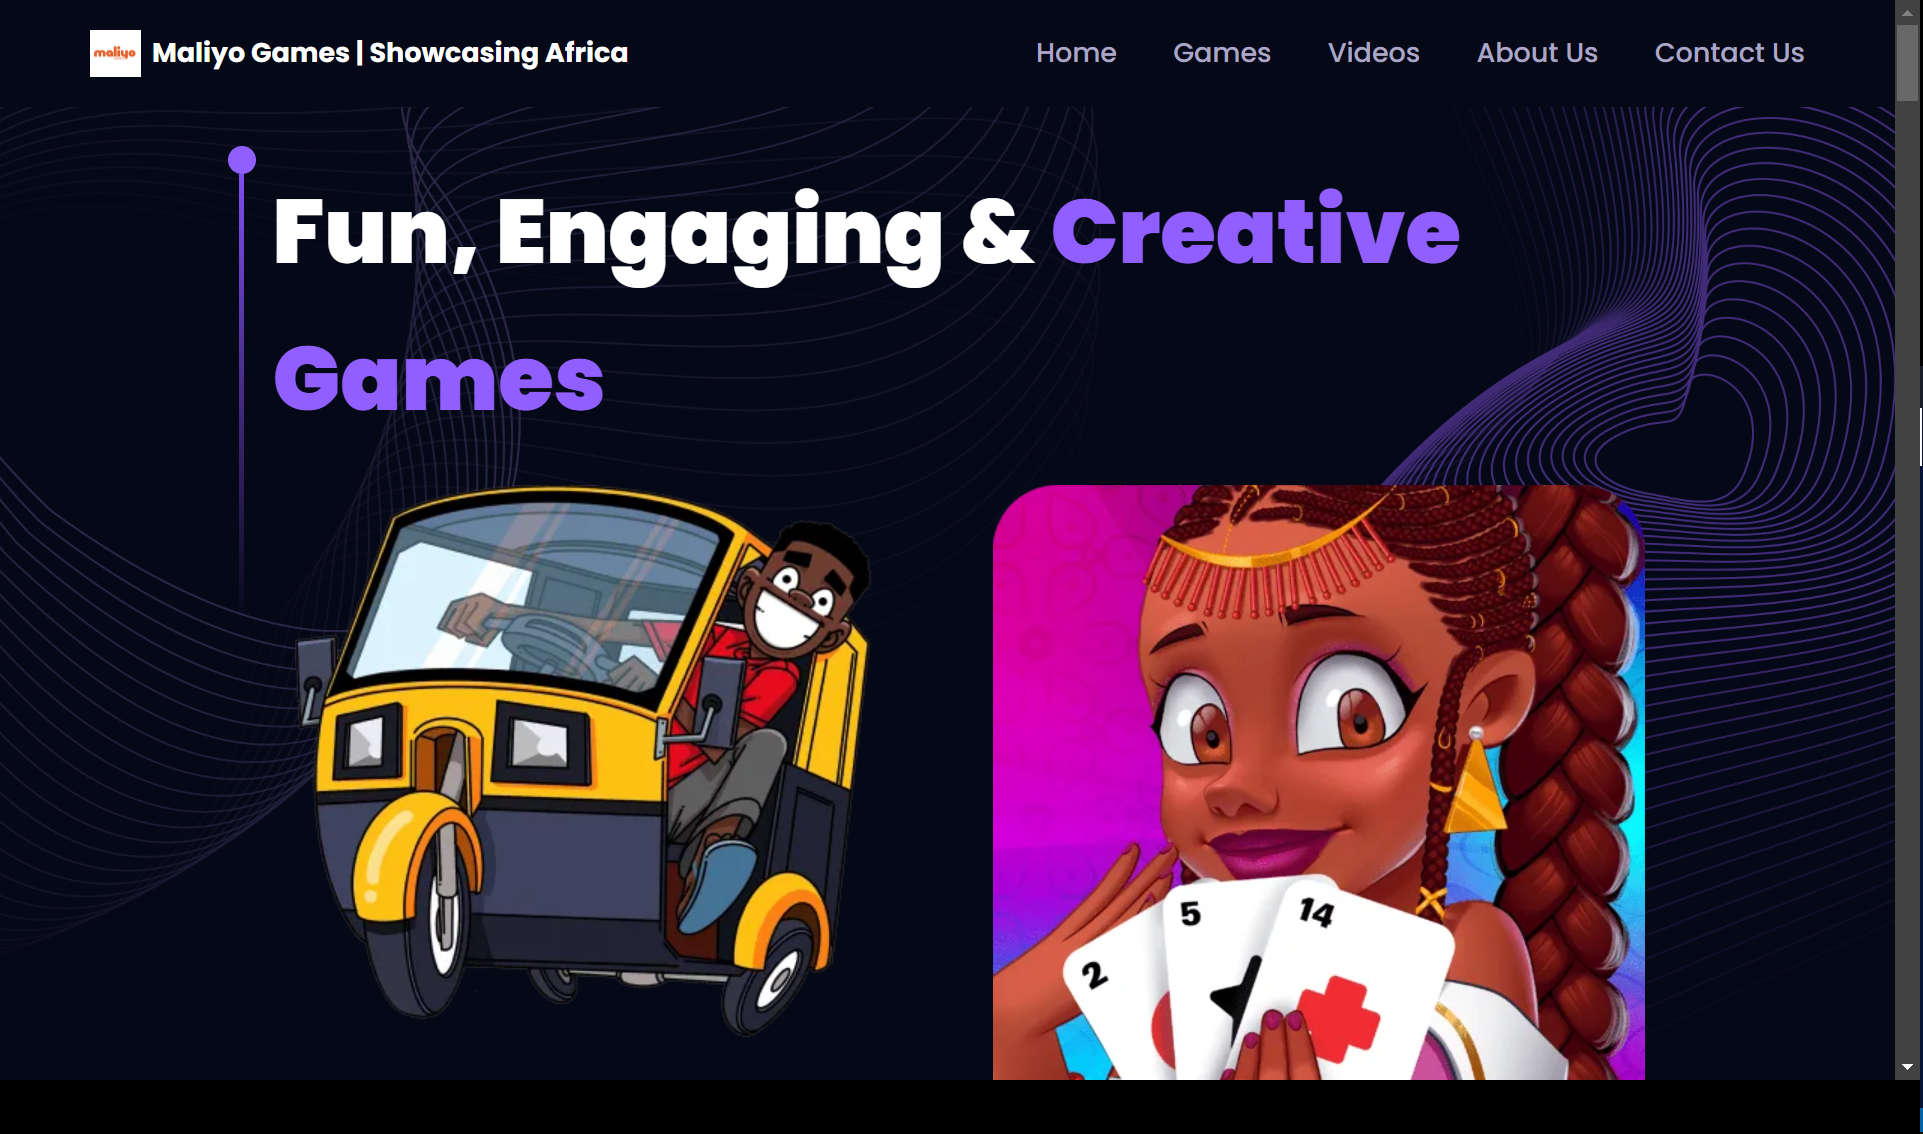 maliyo
Maliyo Games | Showcasing Africa
Home
Games
Videos
About Us
Contact Us
Fun, Engaging & Creative
Games
2
5
14